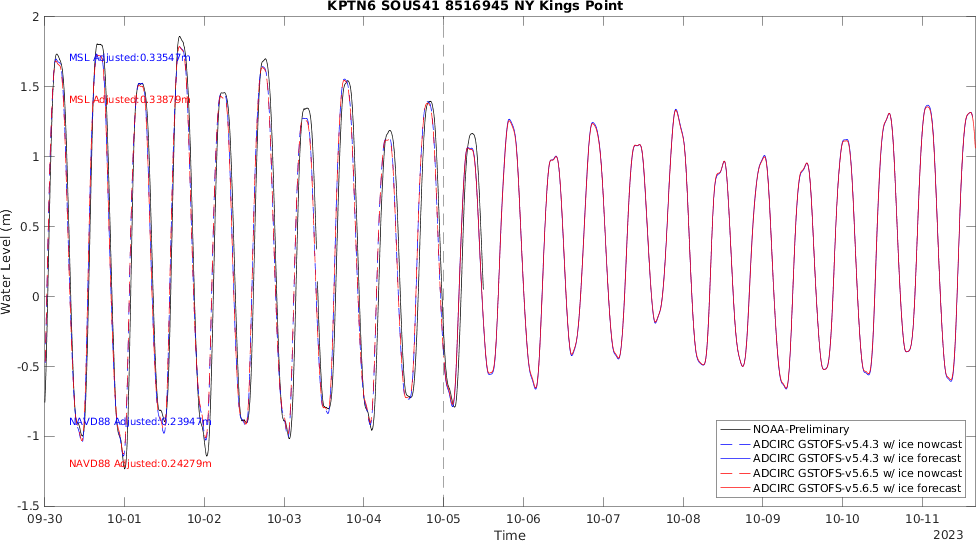 KPTN6 SOUS41 8516945 NY Kings Point
2
1.5
1
0.5
0
-0.5
-1
-1.5
Water Level (m)
MSL Adjusted:0.33547m
MSL Adjusted:0.33879m
NAVD88 Adjusted:0.23947m
NAVD88 Adjusted:0.24279m
NOAA-Preliminary
ADCIRC GSTOFS-v5.4.3 w/ ice nowcast
ADCIRC GSTOFS-v5.4.3 w/ ice forecast
ADCIRC GSTOFS-v5.6.5 w/ ice nowcast
ADCIRC GSTOFS-v5.6.5 w/ ice forecast
09-30 10-01 10-02 10-03 10-04 10-05 10-06 10-07 10-08 10-09 10-10 10-11
Time
2023